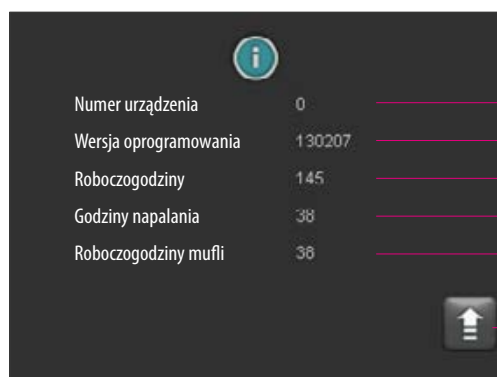 i
Numer urządzenia 0
Wersja oprogramowania 130207
Roboczogodziny 145
Godziny napalania 38
Roboczogodziny mufli 38